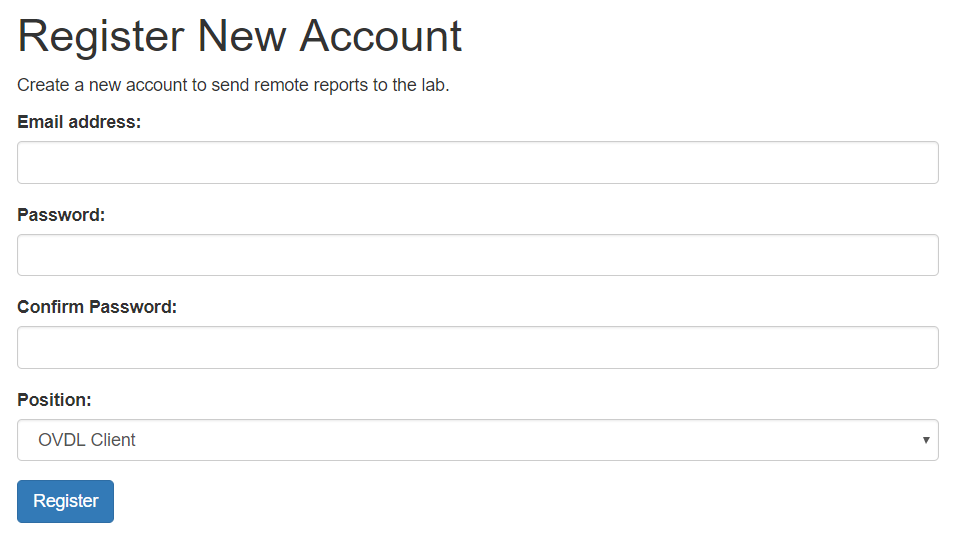 Register New Account
Create a new account to send remote reports to the lab.
Email address:
Password:
Confirm Password:
Position:
OVDL Client
Register